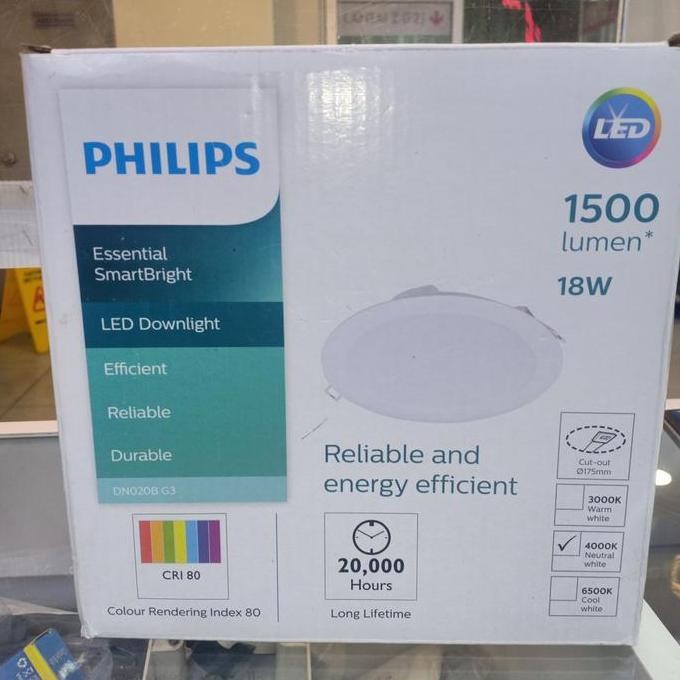 PHILIPS
Essential
SmartBright
LED Downlight
Efficient
Reliable
Durable
DN020B G3
LED
1500
lumen*
18W
Reliable and
energy efficient
Cut-out
Ø175mm
3000K
Warm
white
4000K
Neutral
white
6500K
Cool
white
CRI 80
Colour Rendering Index 80
20,000
Hours
Long Lifetime